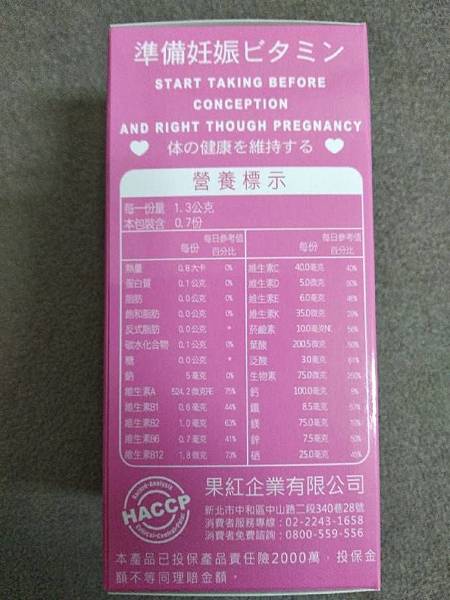 準備妊娠ビタミン
START TAKING BEFORE
CONCEPTION
AND RIGHT THOUGH PREGNANCY
体の健康を維持する
營養標示
每一份量 1.3公克
本包裝含 0.7份
每份 每日參考值百分比
熱量 0.8大卡 0%
蛋白質 0.1公克 0%
脂肪 0.0公克 0%
飽和脂肪 0.0公克 0%
反式脂肪 0.0公克 *
碳水化合物 0.1公克 0%
糖 0.0公克 *
鈉 5毫克 0%
維生素A 524.2微克RE 75%
維生素B1 0.6毫克 44%
維生素B2 1.0毫克 63%
維生素B6 0.7毫克 41%
維生素B12 1.8微克 73%
每份 每日參考值百分比
維生素C 40.0毫克 40%
維生素D 5.0微克 50%
維生素E 6.0毫克 46%
維生素K 35.0微克 29%
菸鹼素 10.0毫克NE 56%
葉酸 200.5微克 50%
泛酸 3.0毫克 61%
生物素 75.0微克 250%
鈣 100.0毫克 8%
鐵 8.5毫克 57%
鎂 75.0毫克 19%
鋅 7.5毫克 50%
硒 25.0毫克 45%
Hazard-Analysis
HACCP
Critical-Control-Point
果紅企業有限公司
新北市中和區中山路二段340巷28號
消費者服務專線：02-2243-1658
消費者免費諮詢：0800-559-556
本產品已投保產品責任險2000萬，投保金
額不等同理賠金額。